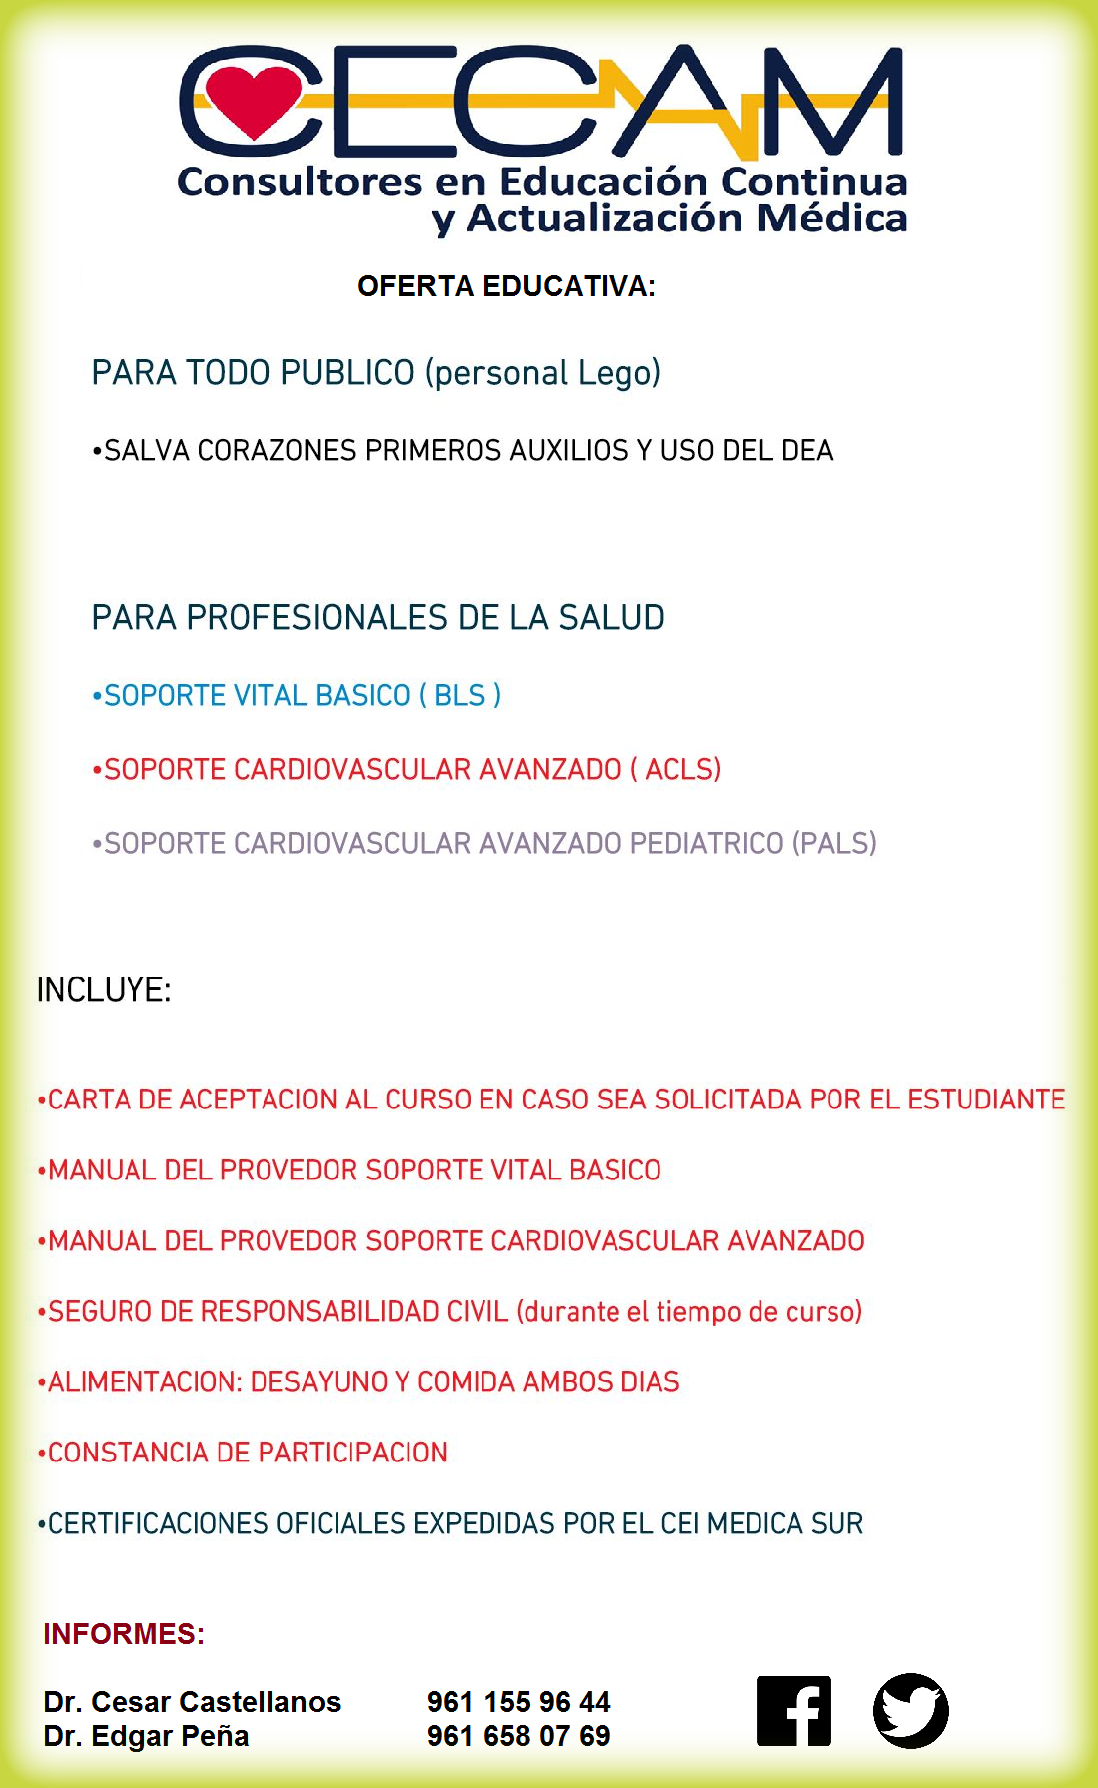 CECAM
Consultores en Educación Continua
y Actualización Médica
OFERTA EDUCATIVA:
PARA TODO PUBLICO (personal Lego)
•SALVA CORAZONES PRIMEROS AUXILIOS Y USO DEL DEA
PARA PROFESIONALES DE LA SALUD
•SOPORTE VITAL BASICO ( BLS )
•SOPORTE CARDIOVASCULAR AVANZADO ( ACLS)
•SOPORTE CARDIOVASCULAR AVANZADO PEDIATRICO (PALS)
INCLUYE:
•CARTA DE ACEPTACION AL CURSO EN CASO SEA SOLICITADA POR EL ESTUDIANTE
•MANUAL DEL PROVEDOR SOPORTE VITAL BASICO
•MANUAL DEL PROVEDOR SOPORTE CARDIOVASCULAR AVANZADO
•SEGURO DE RESPONSABILIDAD CIVIL (durante el tiempo de curso)
•ALIMENTACION: DESAYUNO Y COMIDA AMBOS DIAS
•CONSTANCIA DE PARTICIPACION
•CERTIFICACIONES OFICIALES EXPEDIDAS POR EL CEI MEDICA SUR
INFORMES:
Dr. Cesar Castellanos 961 155 96 44
Dr. Edgar Peña 961 658 07 69